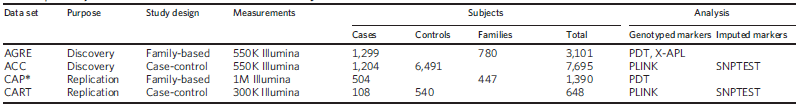 Data set Purpose Study design Measurements Subjects Analysis
Cases Controls Families Total Genotyped markers Imputed markers
AGRE Discovery Family-based 550K Illumina 1,299 780 3,101 PDT, X-APL
ACC Discovery Case-control 550K Illumina 1,204 6,491 7,695 PLINK SNPTEST
CAP* Replication Family-based 1M Illumina 504 447 1,390 PDT
CART Replication Case-control 300K Illumina 108 540 648 PLINK SNPTEST